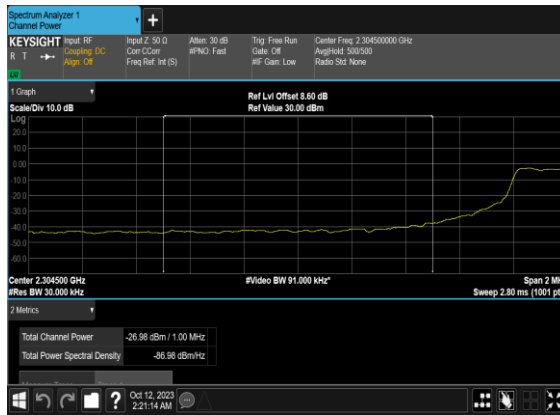 Spectrum Analyzer 1
Channel Power
KEYSIGHT
R T
Input: RF
Coupling: DC
Align: Off
Input Z: 50 Ω
Corr CCorr
Freq Ref: Int (S)
Atten: 30 dB
#PNO: Fast
Trig: Free Run
Gate: Off
#IF Gain: Low
Center Freq: 2.304500000 GHz
Avg|Hold: 500/500
Radio Std: None
1 Graph
Scale/Div 10.0 dB
Ref Lvl Offset 8.60 dB
Ref Value 30.00 dBm
Log
20.0
10.0
0.00
-10.0
-20.0
-30.0
-40.0
-50.0
-60.0
Center 2.304500 GHz
#Res BW 30.000 kHz
#Video BW 91.000 kHz*
Span 2 MH
Sweep 2.80 ms (1001 pt
2 Metrics
Total Channel Power -26.98 dBm / 1.00 MHz
Total Power Spectral Density -86.98 dBm/Hz
?
Oct 12, 2023
2:21:14 AM